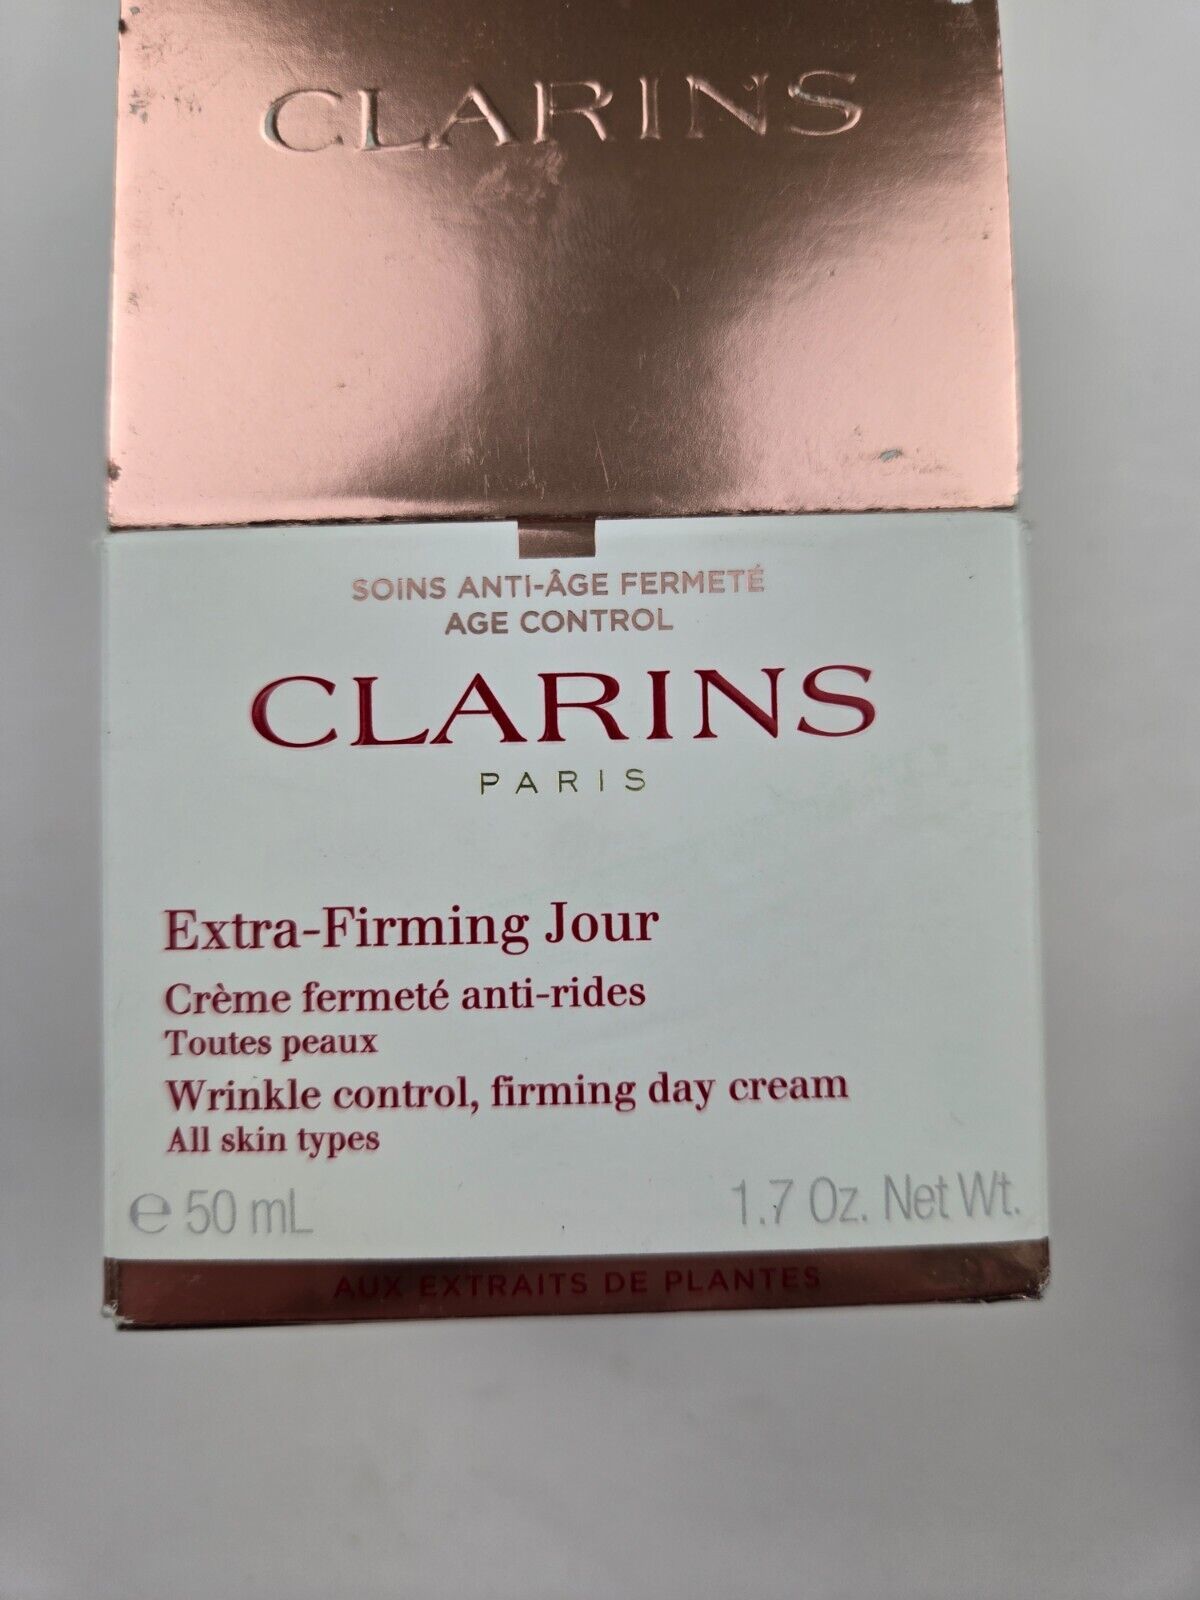 CLARINS
SOINS ANTI-ÂGE FERMETÉ
AGE CONTROL
CLARINS
PARIS
Extra-Firming Jour
Crème fermeté anti-rides
Toutes peaux
Wrinkle control, firming day cream
All skin types
℮ 50 mL 1.7 Oz. Net Wt.
AUX EXTRAITS DE PLANTES